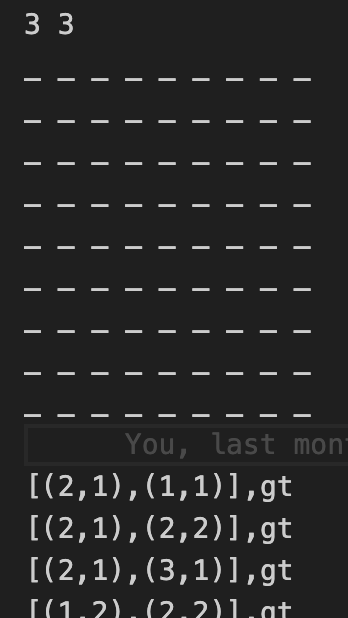 3 3
_ _ _ _ _ _ _ _ _
_ _ _ _ _ _ _ _ _
_ _ _ _ _ _ _ _ _
_ _ _ _ _ _ _ _ _
_ _ _ _ _ _ _ _ _
_ _ _ _ _ _ _ _ _
_ _ _ _ _ _ _ _ _
_ _ _ _ _ _ _ _ _
_ _ _ _ _ _ _ _ _
You, last mon
[(2,1),(1,1)],gt
[(2,1),(2,2)],gt
[(2,1),(3,1)],gt
[(1,2),(2,2)],gt